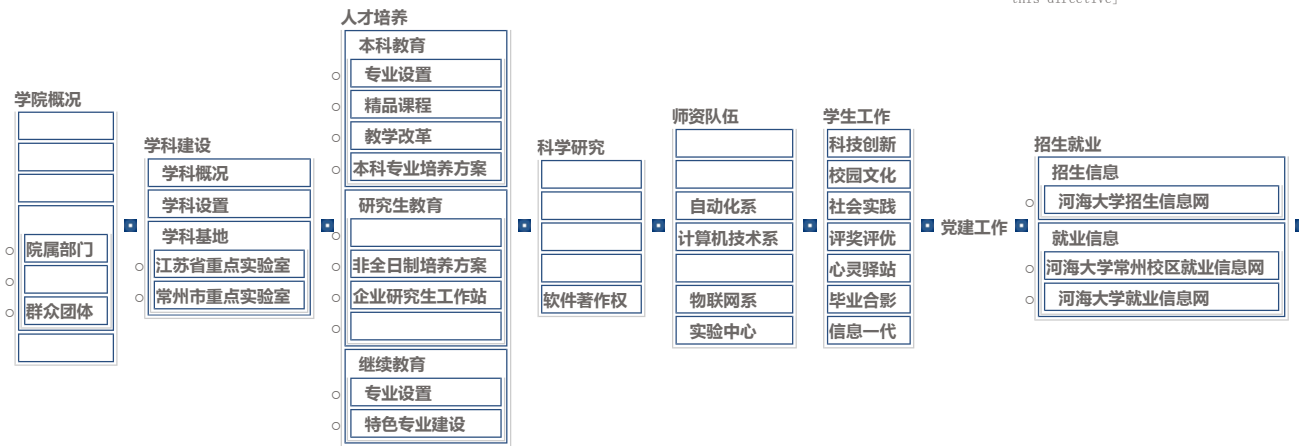 this directive]
学院概况
院属部门
群众团体
学科建设
学科概况
学科设置
学科基地
江苏省重点实验室
常州市重点实验室
人才培养
本科教育
专业设置
精品课程
教学改革
本科专业培养方案
研究生教育
非全日制培养方案
企业研究生工作站
继续教育
专业设置
特色专业建设
科学研究
软件著作权
师资队伍
自动化系
计算机技术系
物联网系
实验中心
学生工作
科技创新
校园文化
社会实践
评奖评优
心灵驿站
毕业合影
信息一代
党建工作
招生就业
招生信息
河海大学招生信息网
就业信息
河海大学常州校区就业信息网
河海大学就业信息网